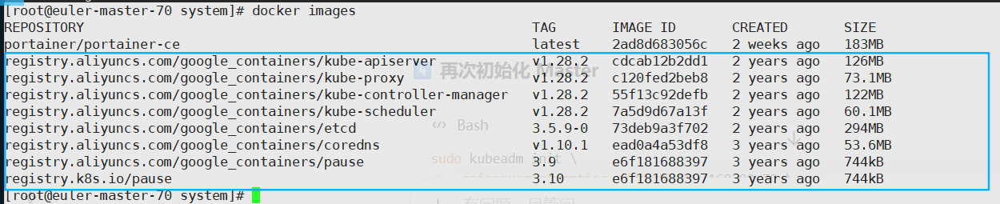 [root@euler-master-70 system]# docker images
REPOSITORY TAG IMAGE ID CREATED SIZE
portainer/portainer-ce latest 2ad8d683056c 2 weeks ago 183MB
registry.aliyuncs.com/google_containers/kube-apiserver v1.28.2 cdcab12b2dd1 2 years ago 126MB
registry.aliyuncs.com/google_containers/kube-proxy v1.28.2 c120fed2beb8 2 years ago 73.1MB
registry.aliyuncs.com/google_containers/kube-controller-manager v1.28.2 55f13c92defb 2 years ago 122MB
registry.aliyuncs.com/google_containers/kube-scheduler v1.28.2 7a5d9d67a13f 2 years ago 60.1MB
registry.aliyuncs.com/google_containers/etcd 3.5.9-0 73deb9a3f702 2 years ago 294MB
registry.aliyuncs.com/google_containers/coredns v1.10.1 ead0a4a53df8 3 years ago 53.6MB
registry.aliyuncs.com/google_containers/pause 3.9 e6f181688397 3 years ago 744kB
registry.k8s.io/pause 3.10 e6f181688397 3 years ago 744kB
[root@euler-master-70 system]#
再次初始化 Master
Bash
sudo kubeadm init \